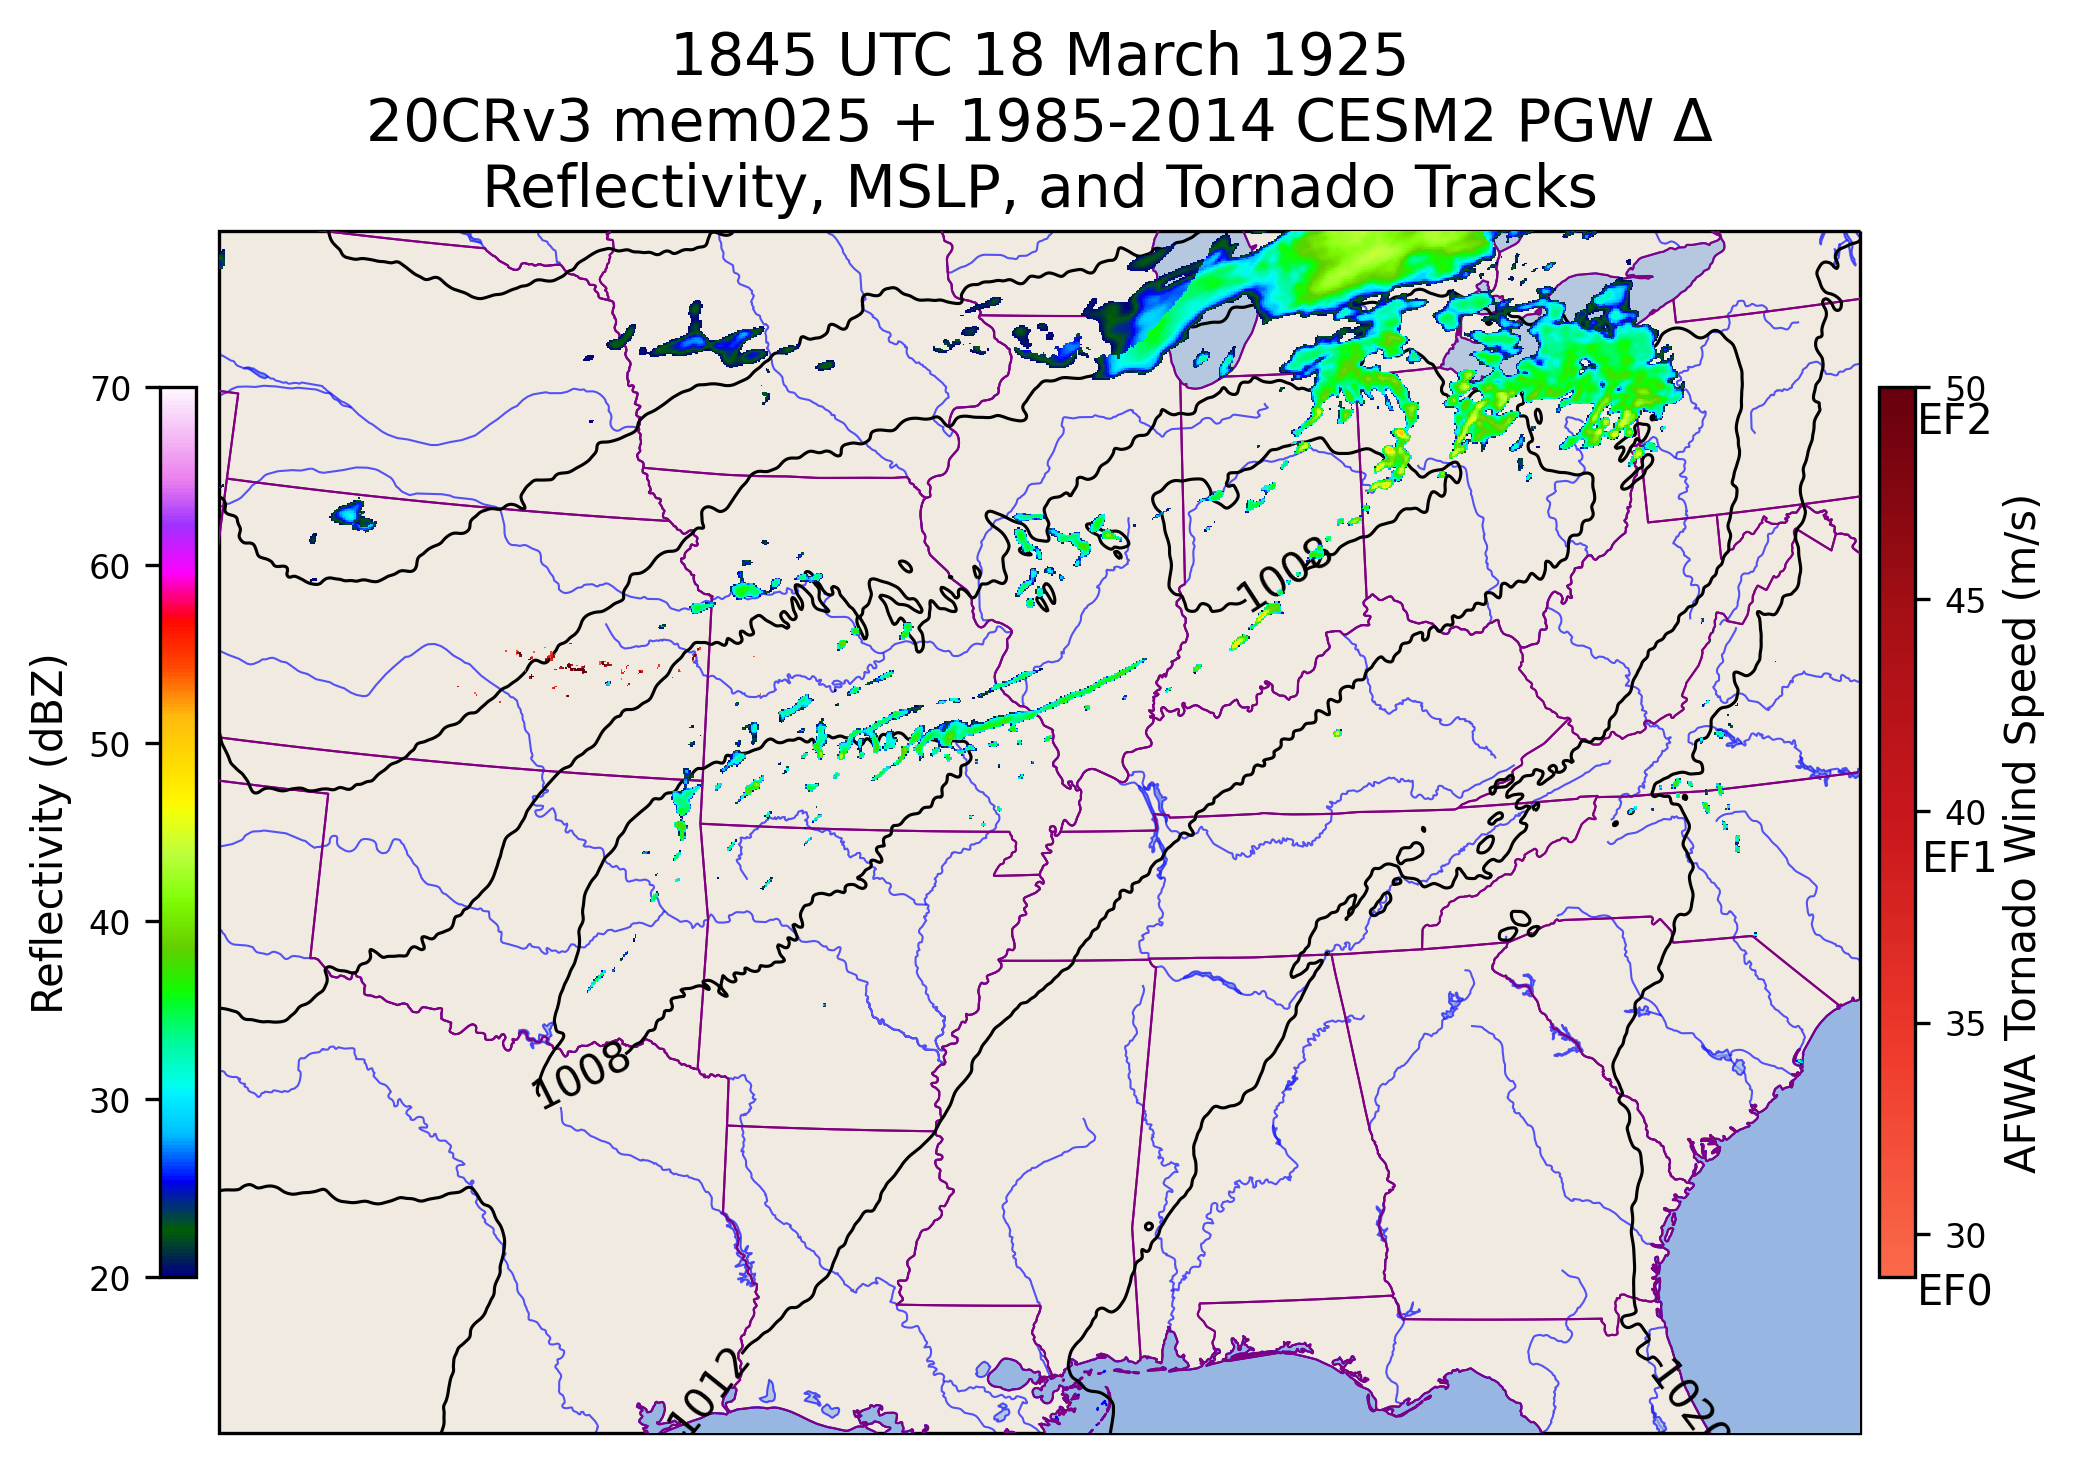 1845 UTC 18 March 1925
20CRv3 mem025 + 1985-2014 CESM2 PGW Δ
Reflectivity, MSLP, and Tornado Tracks
70
60
50
40
30
20
Reflectivity (dBZ)
1008
1008
1012
1020
50
EF2
45
40
EF1
35
30
EF0
AFWA Tornado Wind Speed (m/s)